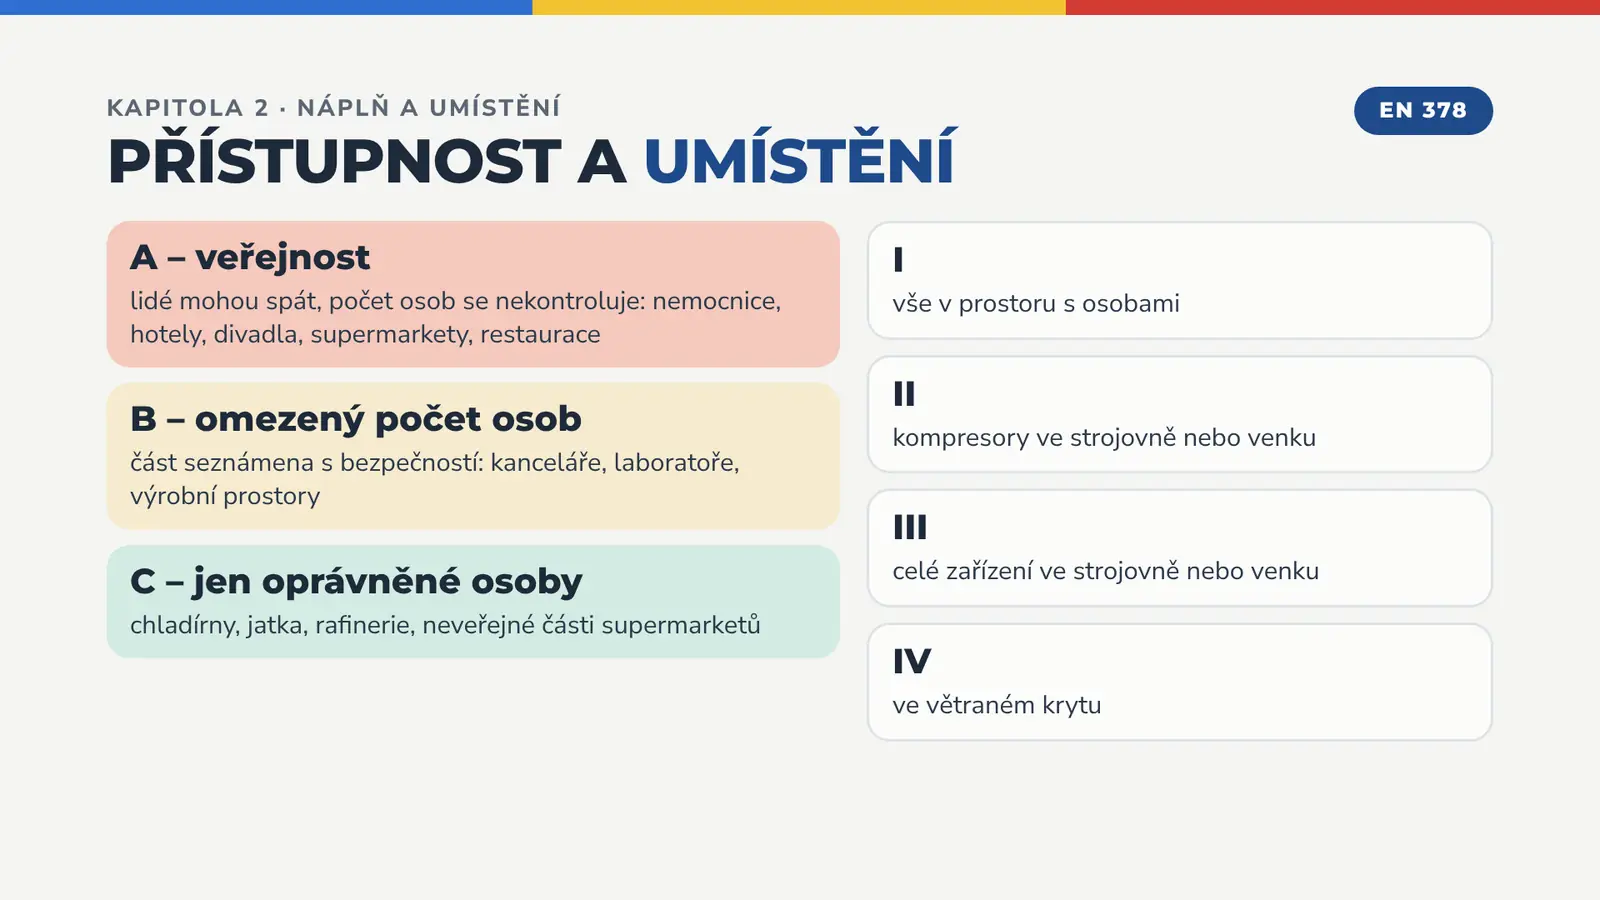 KAPITOLA 2 · NÁPLŇ A UMÍSTĚNÍ
EN 378
PŘÍSTUPNOST A UMÍSTĚNÍ
A – veřejnost
lidé mohou spát, počet osob se nekontroluje: nemocnice,
hotely, divadla, supermarkety, restaurace
B – omezený počet osob
část seznámena s bezpečností: kanceláře, laboratoře,
výrobní prostory
C – jen oprávněné osoby
chladírny, jatka, rafinerie, neveřejné části supermarketů
I
vše v prostoru s osobami
II
kompresory ve strojovně nebo venku
III
celé zařízení ve strojovně nebo venku
IV
ve větraném krytu